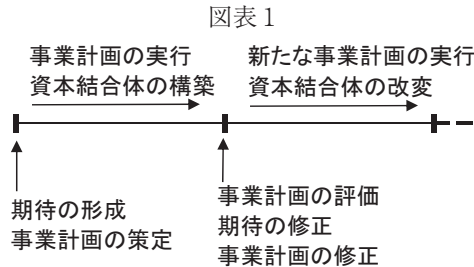 図表1
事業計画の実行
資本結合体の構築
新たな事業計画の実行
資本結合体の改変
期待の形成
事業計画の策定
事業計画の評価
期待の修正
事業計画の修正